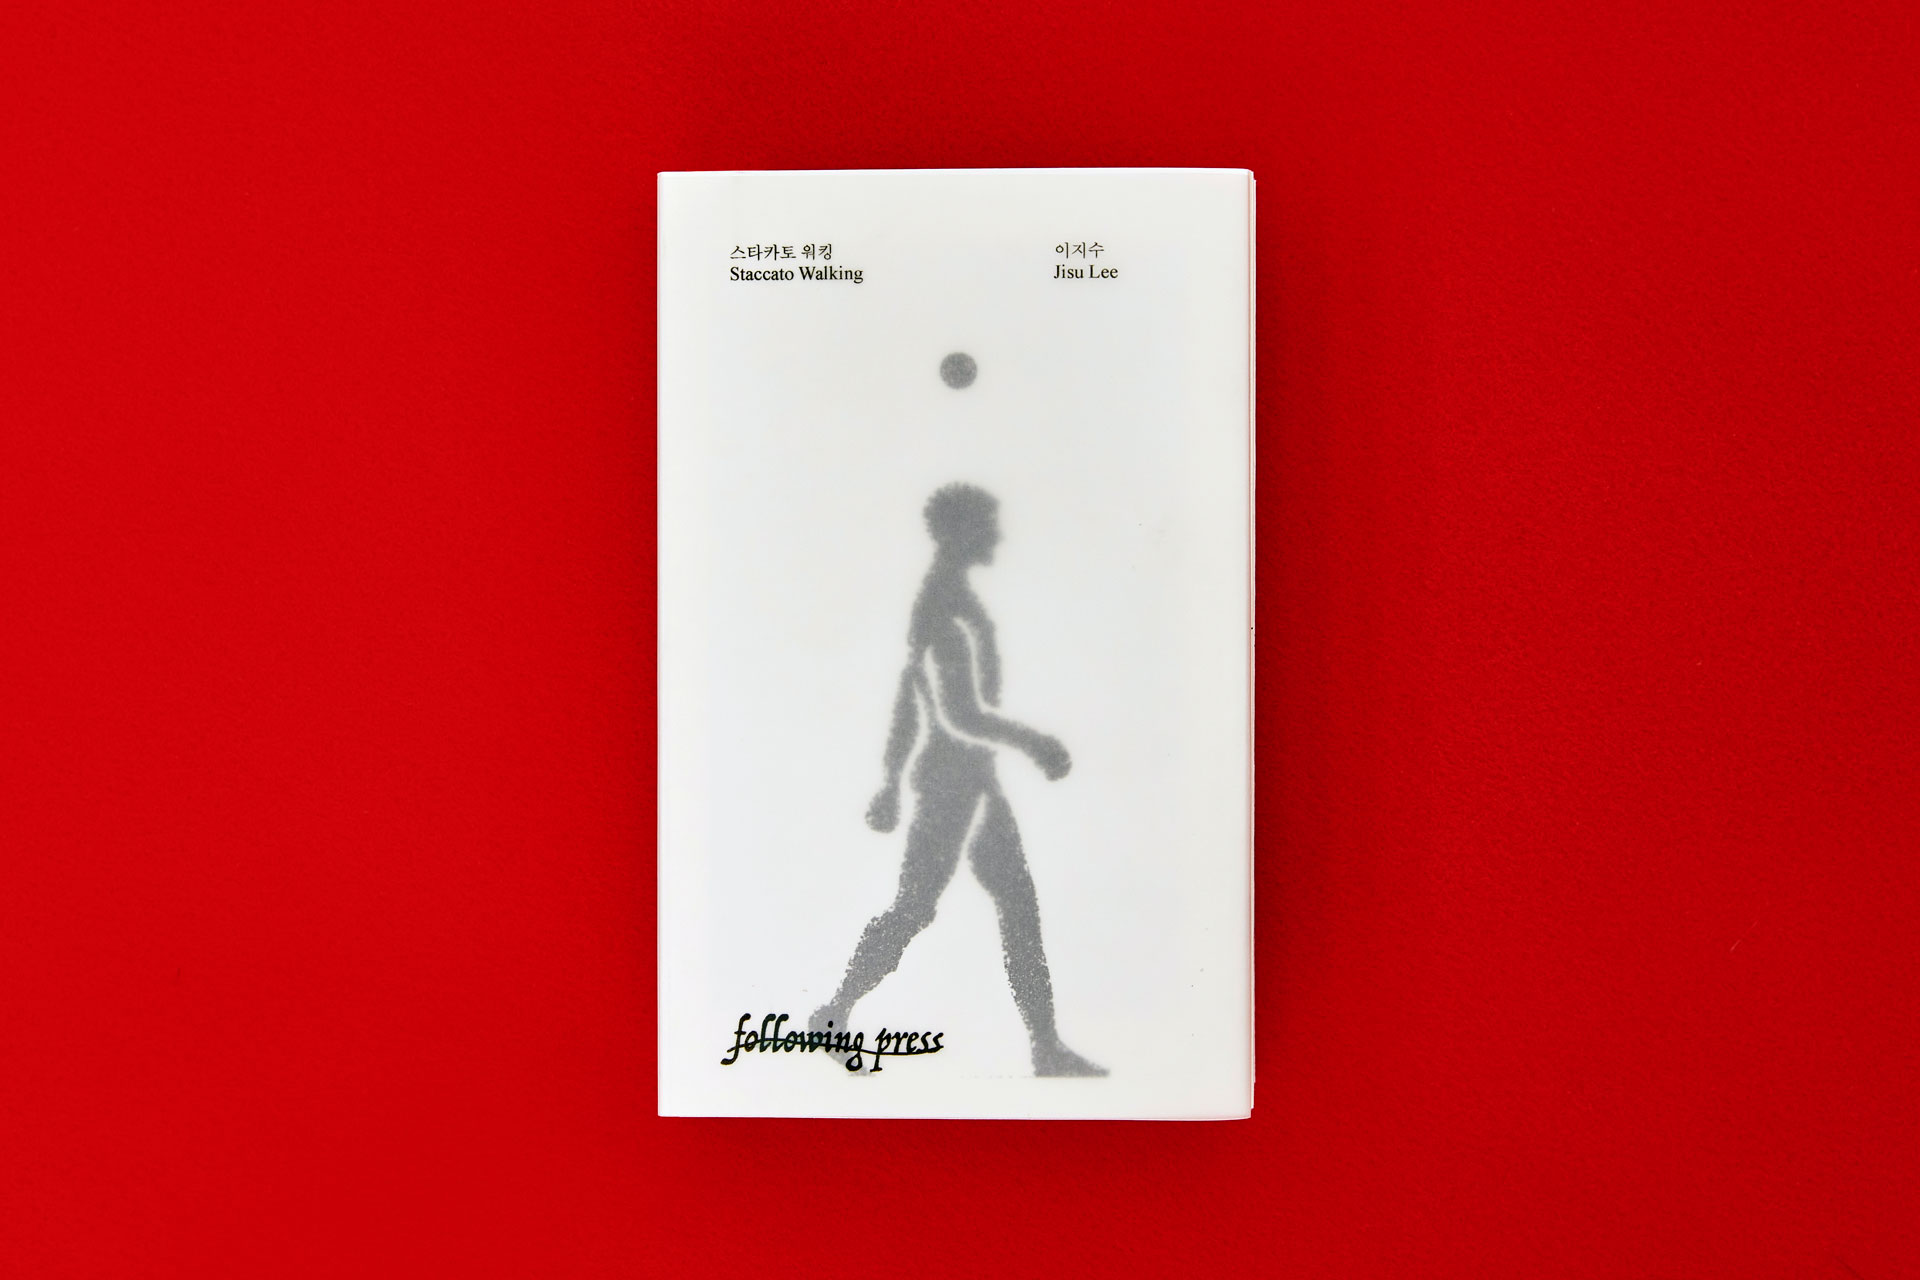 스타카토 워킹
Staccato Walking
이지수
Jisu Lee
following press